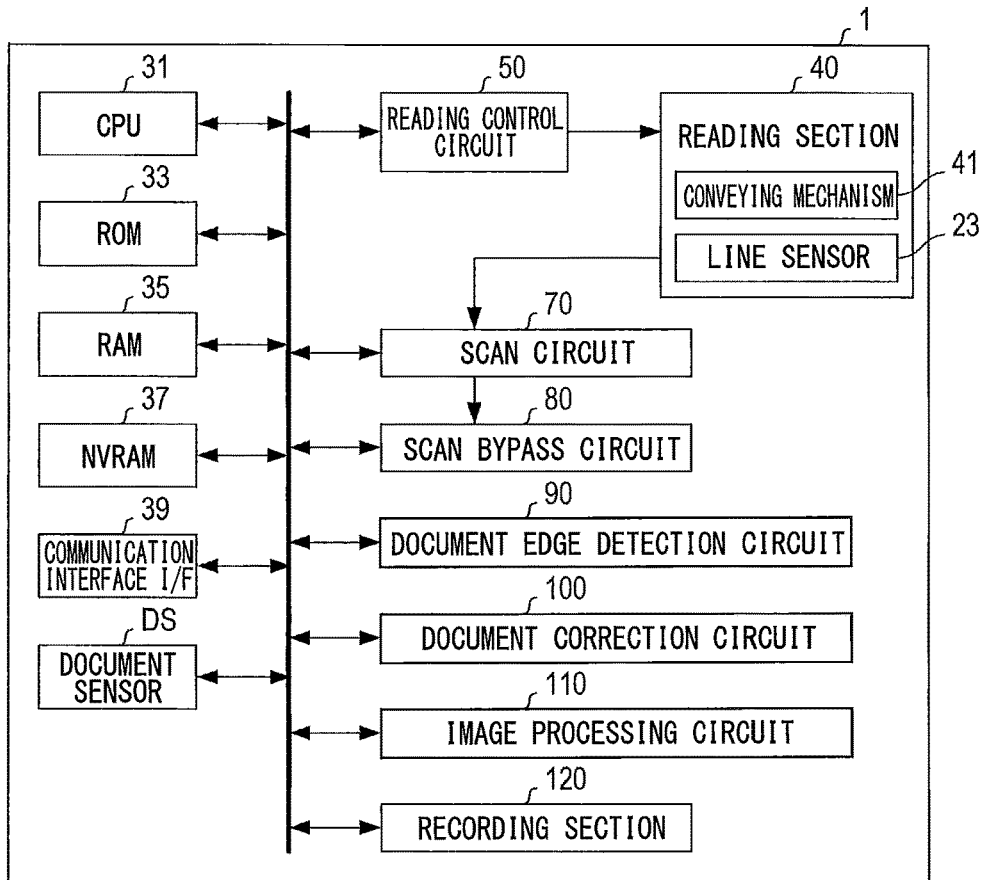 1
31
CPU
50
READING CONTROL
CIRCUIT
40
READING SECTION
41
CONVEYING MECHANISM
23
LINE SENSOR
33
ROM
35
RAM
70
SCAN CIRCUIT
37
NVRAM
80
SCAN BYPASS CIRCUIT
39
COMMUNICATION
INTERFACE I/F
90
DOCUMENT EDGE DETECTION CIRCUIT
DS
DOCUMENT
SENSOR
100
DOCUMENT CORRECTION CIRCUIT
110
IMAGE PROCESSING CIRCUIT
120
RECORDING SECTION